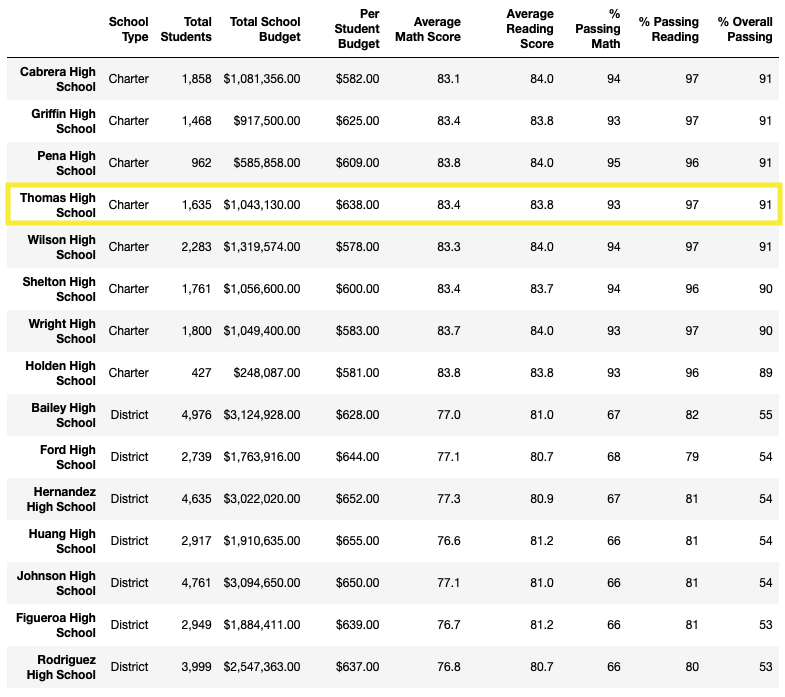 School Type Total Students Total School Budget Per Student Budget Average Math Score Average Reading Score % Passing Math % Passing Reading % Overall Passing
Cabrera High School Charter 1,858 $1,081,356.00 $582.00 83.1 84.0 94 97 91
Griffin High School Charter 1,468 $917,500.00 $625.00 83.4 83.8 93 97 91
Pena High School Charter 962 $585,858.00 $609.00 83.8 84.0 95 96 91
Thomas High School Charter 1,635 $1,043,130.00 $638.00 83.4 83.8 93 97 91
Wilson High School Charter 2,283 $1,319,574.00 $578.00 83.3 84.0 94 97 91
Shelton High School Charter 1,761 $1,056,600.00 $600.00 83.4 83.7 94 96 90
Wright High School Charter 1,800 $1,049,400.00 $583.00 83.7 84.0 93 97 90
Holden High School Charter 427 $248,087.00 $581.00 83.8 83.8 93 96 89
Bailey High School District 4,976 $3,124,928.00 $628.00 77.0 81.0 67 82 55
Ford High School District 2,739 $1,763,916.00 $644.00 77.1 80.7 68 79 54
Hernandez High School District 4,635 $3,022,020.00 $652.00 77.3 80.9 67 81 54
Huang High School District 2,917 $1,910,635.00 $655.00 76.6 81.2 66 81 54
Johnson High School District 4,761 $3,094,650.00 $650.00 77.1 81.0 66 81 54
Figueroa High School District 2,949 $1,884,411.00 $639.00 76.7 81.2 66 81 53
Rodriguez High School District 3,999 $2,547,363.00 $637.00 76.8 80.7 66 80 53